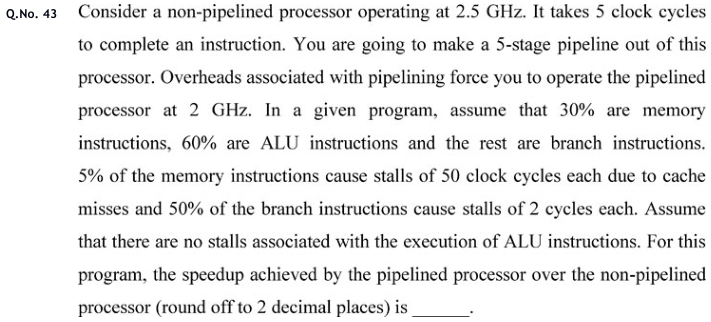 Q.No. 43 Consider a non-pipelined processor operating at 2.5 GHz. It takes 5 clock cycles
to complete an instruction. You are going to make a 5-stage pipeline out of this
processor. Overheads associated with pipelining force you to operate the pipelined
processor at 2 GHz. In a given program, assume that 30% are memory
instructions, 60% are ALU instructions and the rest are branch instructions.
5% of the memory instructions cause stalls of 50 clock cycles each due to cache
misses and 50% of the branch instructions cause stalls of 2 cycles each. Assume
that there are no stalls associated with the execution of ALU instructions. For this
program, the speedup achieved by the pipelined processor over the non-pipelined
processor (round off to 2 decimal places) is ______.